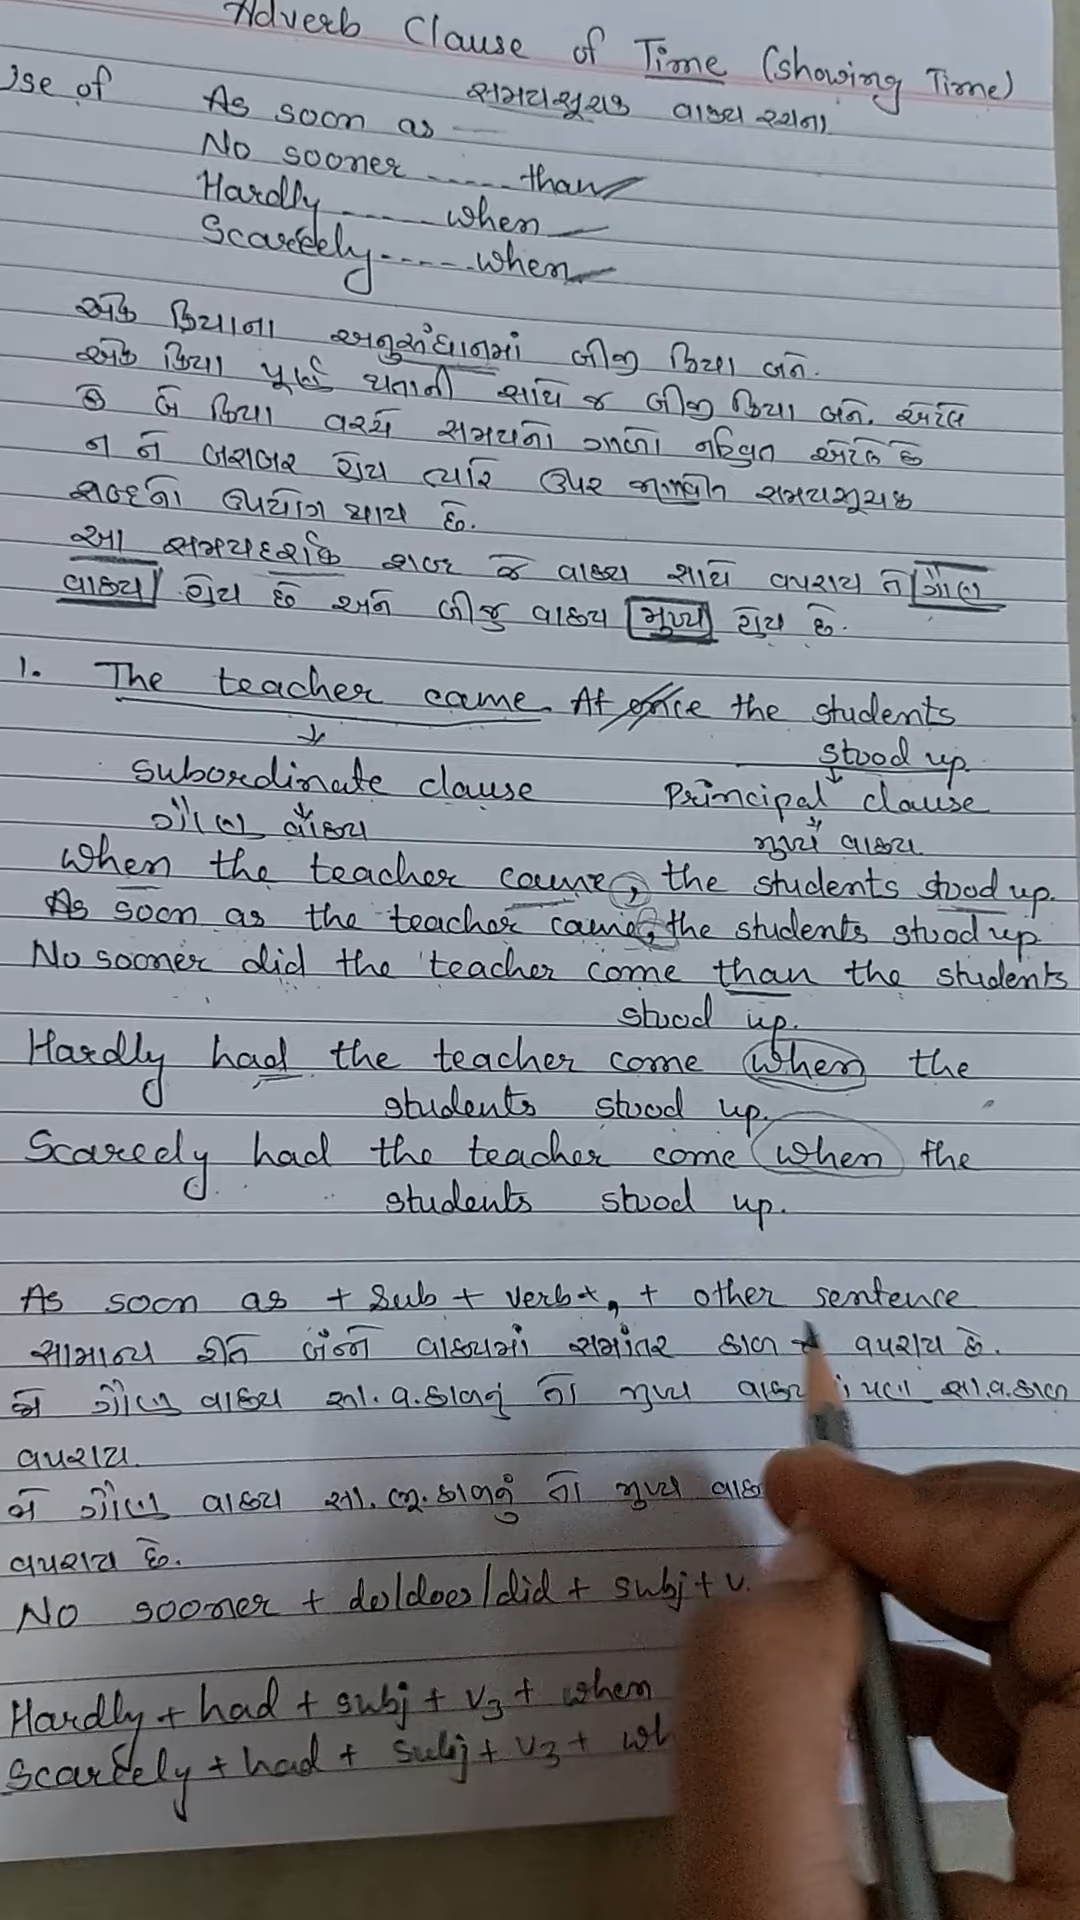 Adverb Clause of Time (Showing Time)
Use of As soon as — સમયસૂચક વાક્ય રચના
No sooner ...... than
Hardly ...... when
Scarcely ..... when
એક ક્રિયાના અનુસંધાનમાં બીજી ક્રિયા બને.
એક ક્રિયા પૂર્ણ થતાની સાથે જ બીજી ક્રિયા બને. એટલે
કે બે ક્રિયા વચ્ચે સમયનો ગાળો નહિવત એટલે કે
ન ને બરાબર હોય ત્યારે ઉપર મુજબ સમયસૂચક
શબ્દનો ઉપયોગ થાય છે.
આ સમયદર્શક શબ્દ જે વાક્ય સાથે વપરાય તે ગૌણ
વાક્ય હોય છે અને બીજુ વાક્ય મુખ્ય હોય છે.
1. The teacher came. At once the students
stood up.
Subordinate clause Principal clause
ગૌણ વાક્ય મુખ્ય વાક્ય
When the teacher came, the students stood up.
As soon as the teacher came, the students stood up
No sooner did the teacher come than the students
stood up.
Hardly had the teacher come when the
students stood up.
Scarcely had the teacher come when the
students stood up.
As soon as + Sub + verb+, + other sentence
સામાન્ય રીતે બંને વાક્યમાં સમાંતર કાળ વપરાય છે.
જો ગૌણ વાક્ય સા. વ. કાળનું તો મુખ્ય પણ સા. વ. કાળ
વપરાય.
જો ગૌણ વાક્ય સા. ભૂ. કાળનું તો મુખ્ય
વપરાય છે.
No sooner + do/does/did + subj + v.
Hardly + had + subj + v3 + when
Scarcely + had + subj + v3 + wh